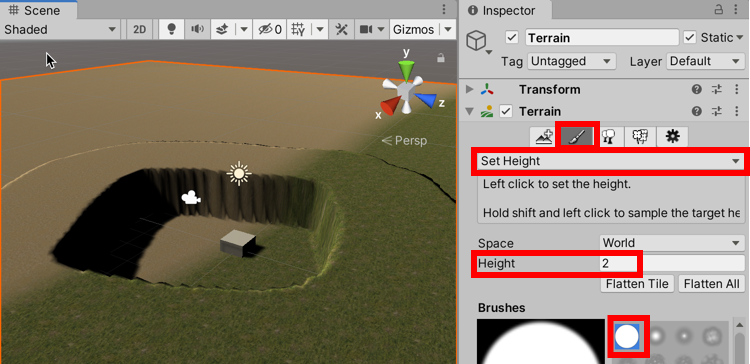 Scene
Shaded
2D
0
Gizmos
y
z
x
Persp
Inspector
Terrain
Static
Tag Untagged Layer Default
Transform
Terrain
Set Height
Left click to set the height.
Hold shift and left click to sample the target he
Space World
Height 2
Flatten Tile Flatten All
Brushes